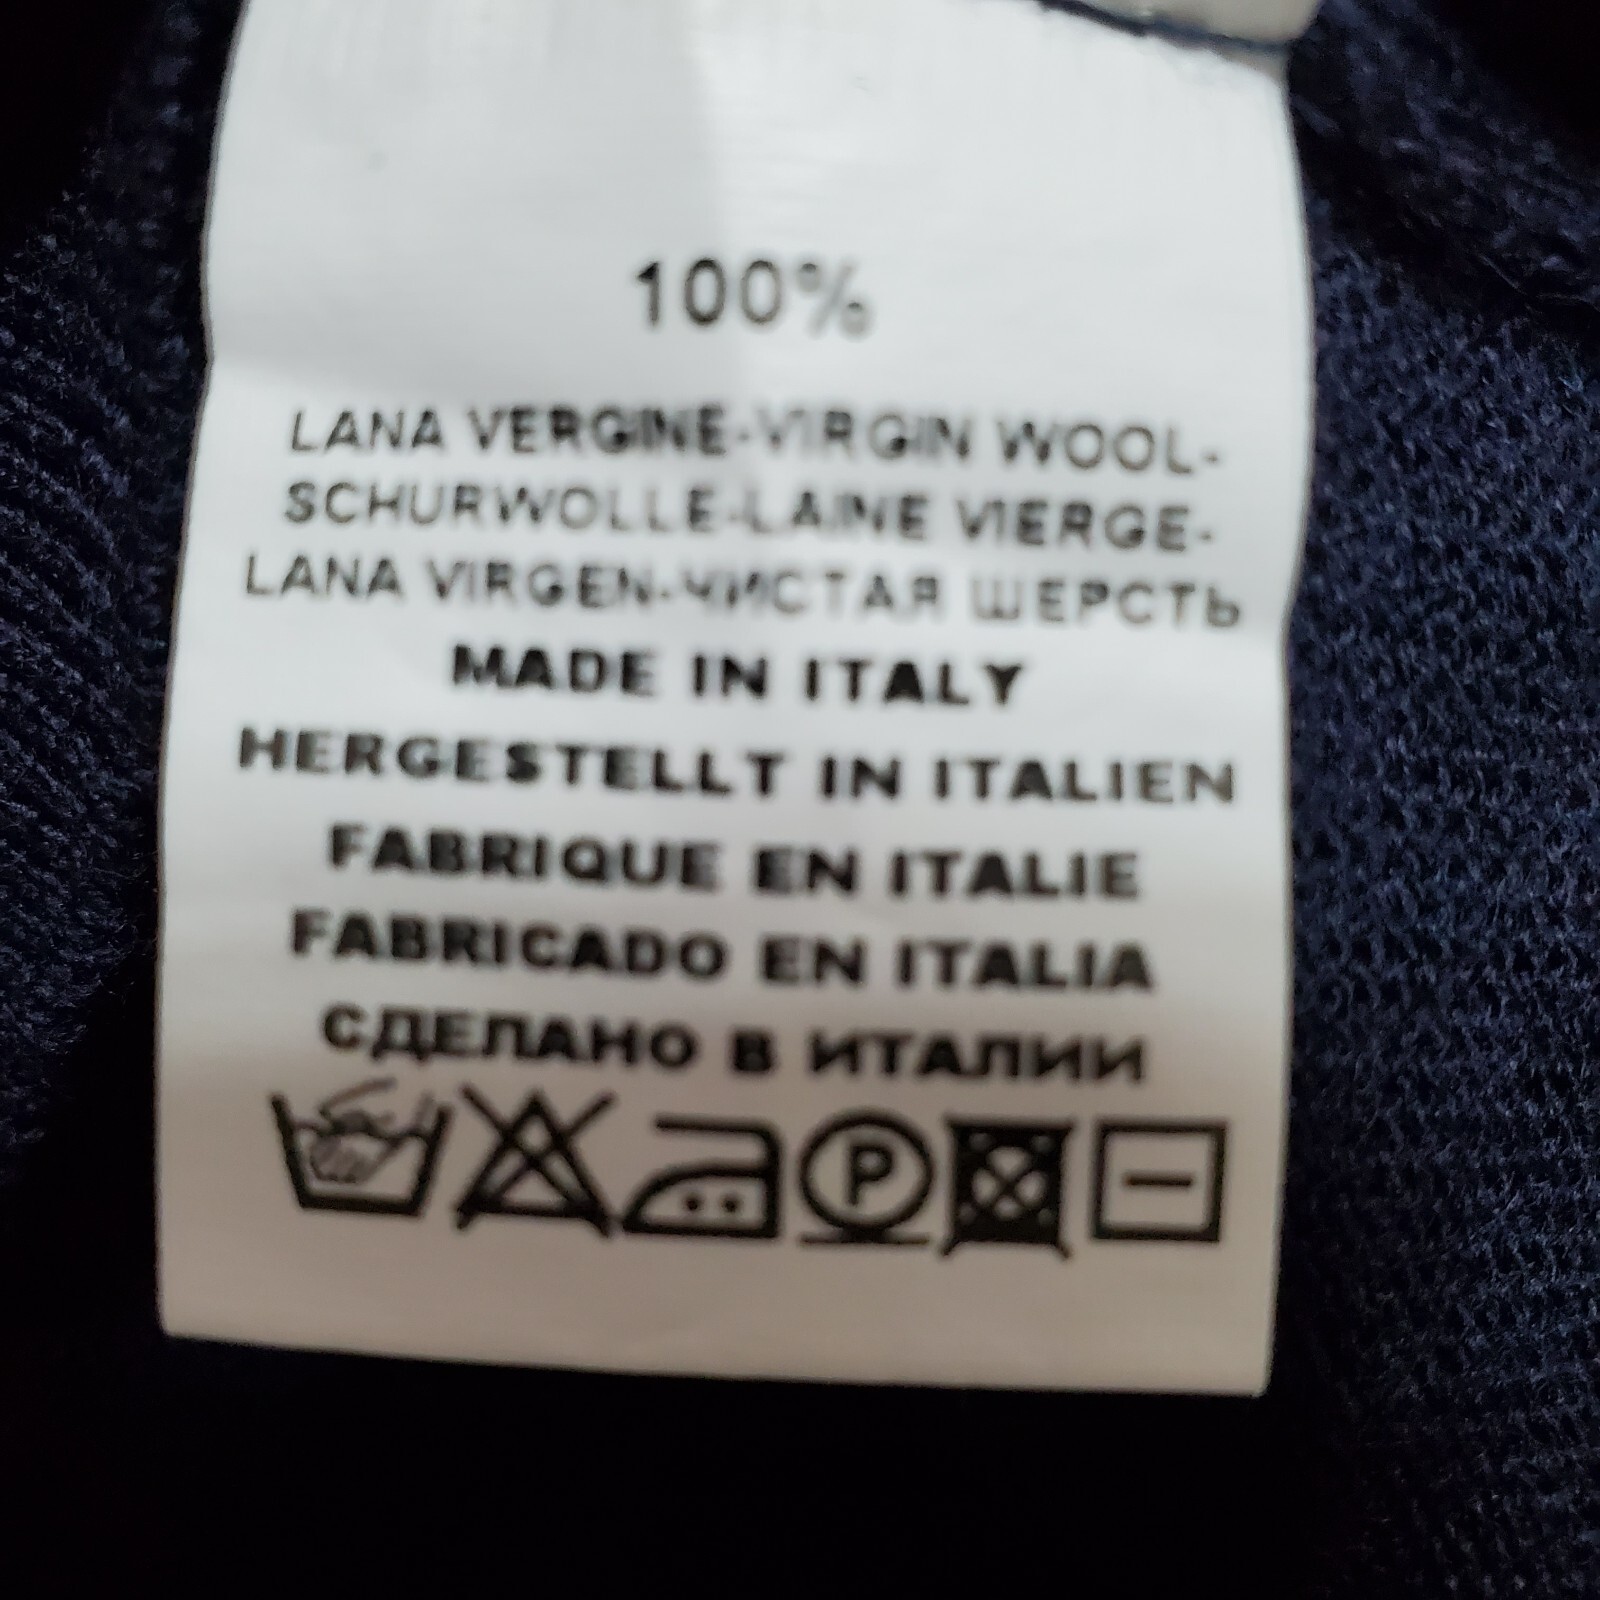 100%
LANA VERGINE-VIRGIN WOOL-
SCHURWOLLE-LAINE VIERGE-
LANA VIRGEN-ЧИСТАЯ ШЕРСТЬ
MADE IN ITALY
HERGESTELLT IN ITALIEN
FABRIQUE EN ITALIE
FABRICADO EN ITALIA
СДЕЛАНО В ИТАЛИИ
P